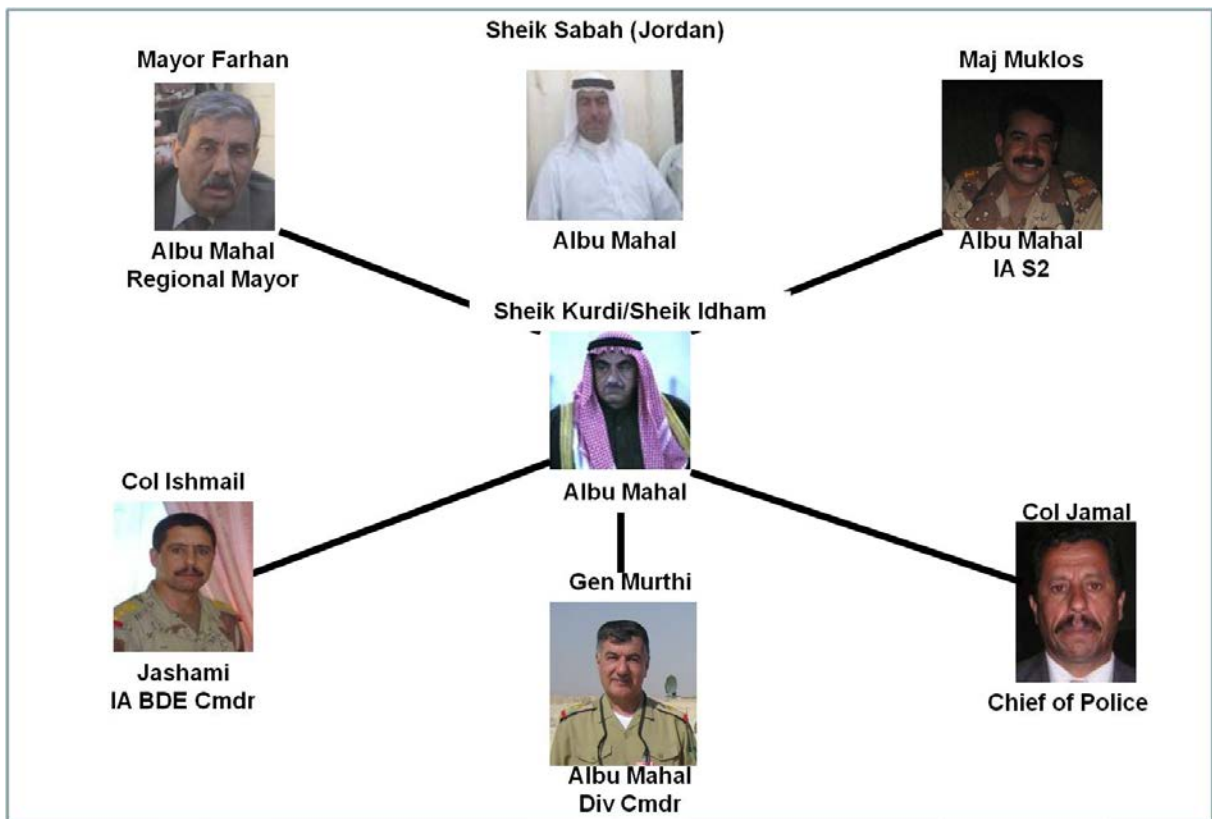 Sheik Sabah (Jordan)
Mayor Farhan
Maj Muklos
Albu Mahal
Regional Mayor
Albu Mahal
Albu Mahal
IA S2
Sheik Kurdi/Sheik Idham
Albu Mahal
Col Ishmail
Jashami
IA BDE Cmdr
Gen Murthi
Albu Mahal
Div Cmdr
Col Jamal
Chief of Police